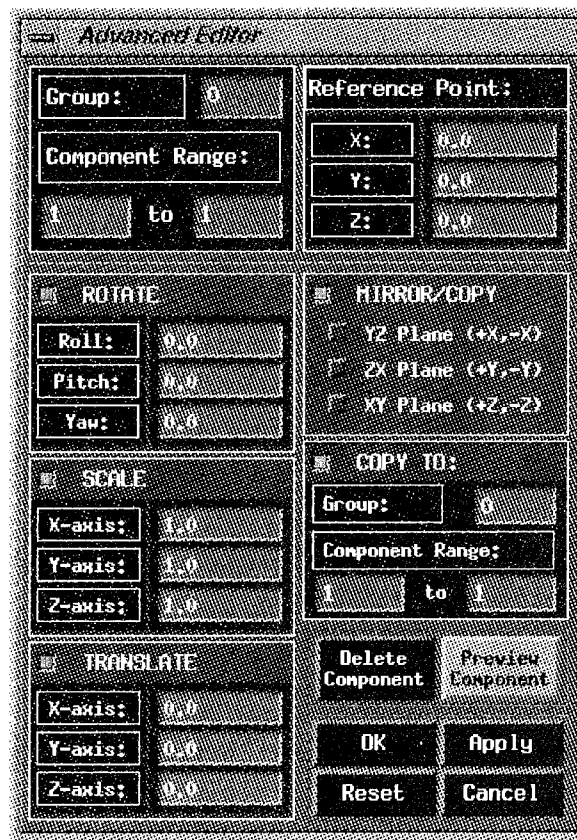 Advanced Editor
Group: 0
Component Range:
1 to 1
Reference Point:
X: 0.0
Y: 0.0
Z: 0.0
ROTATE
Roll: 0.0
Pitch: 0.0
Yaw: 0.0
SCALE
X-axis: 1.0
Y-axis: 1.0
Z-axis: 1.0
TRANSLATE
X-axis: 0.0
Y-axis: 0.0
Z-axis: 0.0
MIRROR/COPY
YZ Plane (+X,-X)
ZX Plane (+Y,-Y)
XY Plane (+Z,-Z)
COPY TO:
Group: 0
Component Range:
1 to 1
Delete Component
Preview Component
OK Apply
Reset Cancel